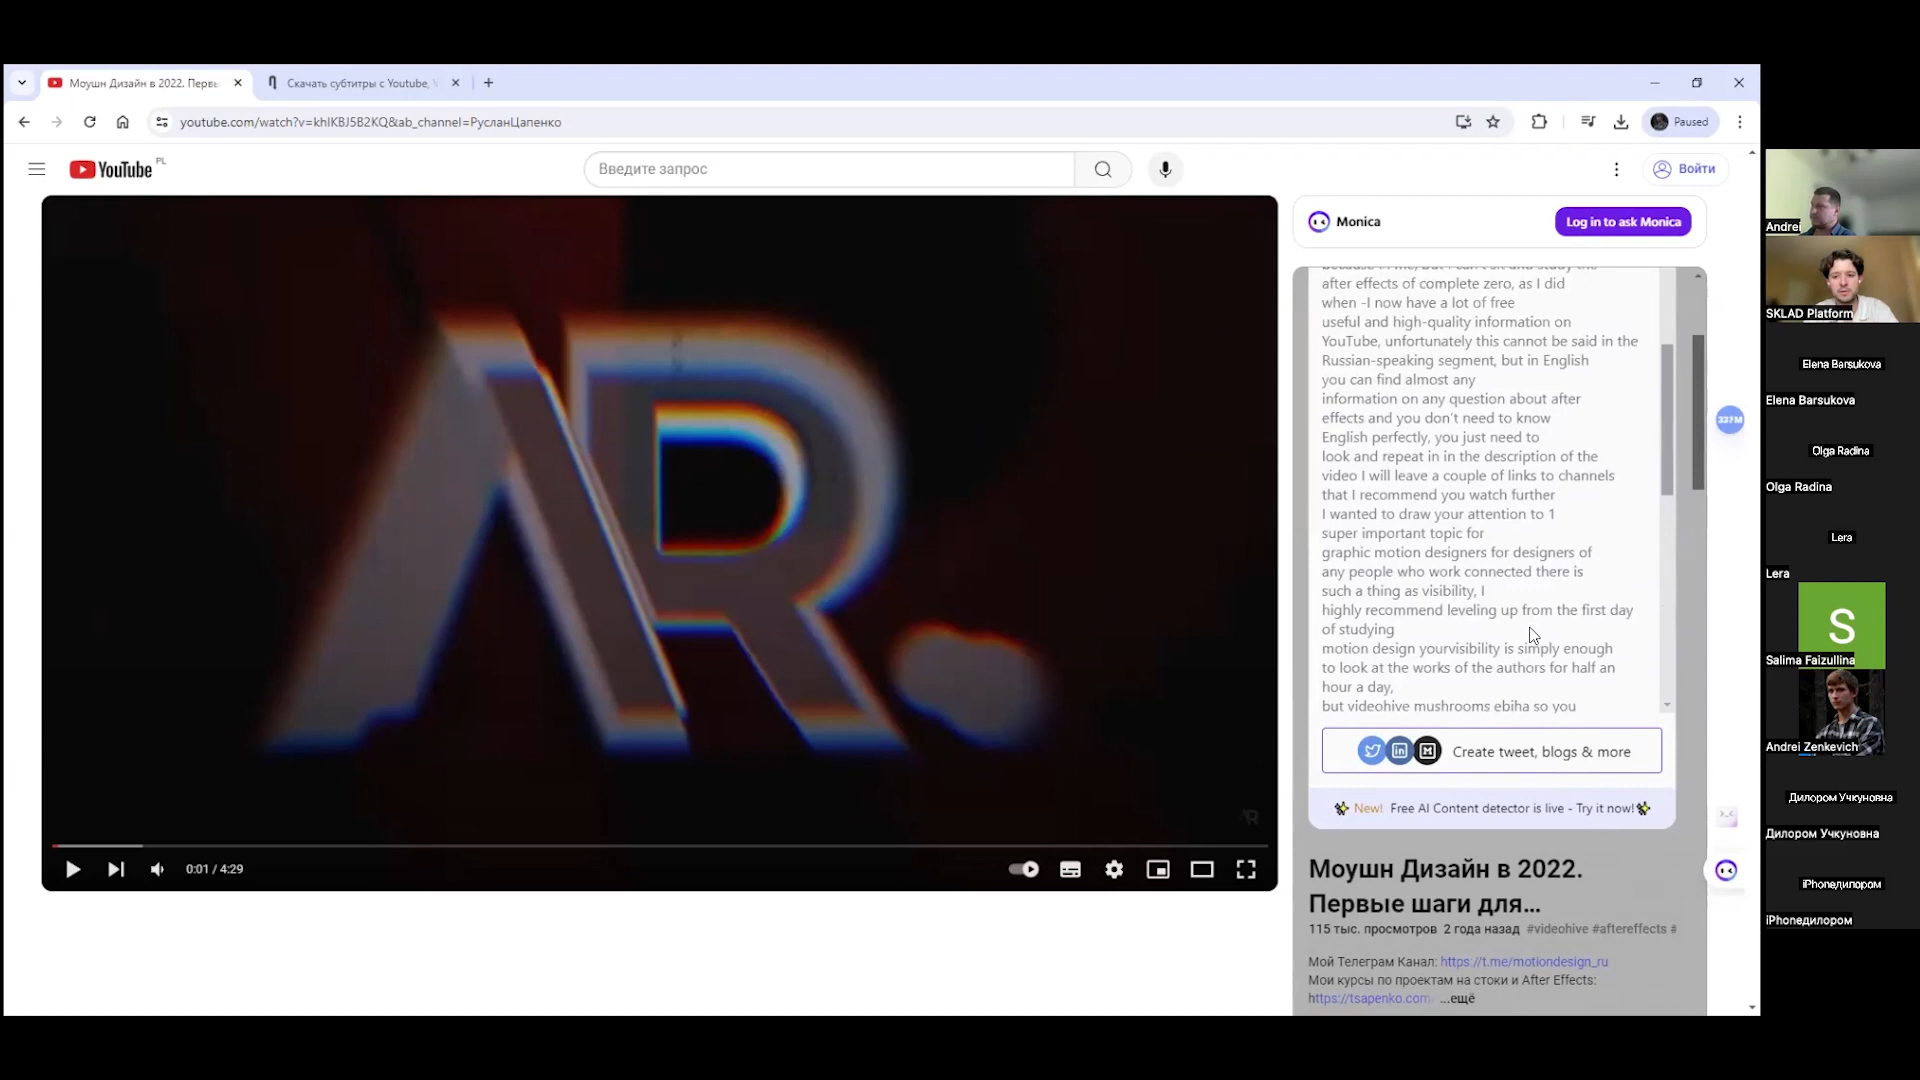 Моушн Дизайн в 2022. Первы
Скачать субтитры с Youtube, V
youtube.com/watch?v=khIKBJ5B2KQ&ab_channel=РусланЦапенко
Paused
YouTube PL
Введите запрос
Войти
AR.
AR
0:01 / 4:29
Monica
Log in to ask Monica
after effects of complete zero, as I did
when -I now have a lot of free
useful and high-quality information on
YouTube, unfortunately this cannot be said in the
Russian-speaking segment, but in English
you can find almost any
information on any question about after
effects and you don't need to know
English perfectly, you just need to
look and repeat in in the description of the
video I will leave a couple of links to channels
that I recommend you watch further
I wanted to draw your attention to 1
super important topic for
graphic motion designers for designers of
any people who work connected there is
such a thing as visibility, I
highly recommend leveling up from the first day
of studying
motion design yourvisibility is simply enough
to look at the works of the authors for half an
hour a day,
but videohive mushrooms ebiha so you
Create tweet, blogs & more
New! Free AI Content detector is live - Try it now!
33?M
Моушн Дизайн в 2022.
Первые шаги для...
115 тыс. просмотров 2 года назад #videohive #aftereffects #
Мой Телеграм Канал: https://t.me/motiondesign_ru
Мои курсы по проектам на стоки и After Effects:
https://tsapenko.com/ ...ещё
Andrei
SKLAD Platform
Elena Barsukova
Elena Barsukova
Olga Radina
Olga Radina
Lera
Lera
S
Salima Faizullina
Andrei Zenkevich
Дилором Учкуновна
Дилором Учкуновна
iPhoneдилором
iPhoneдилором